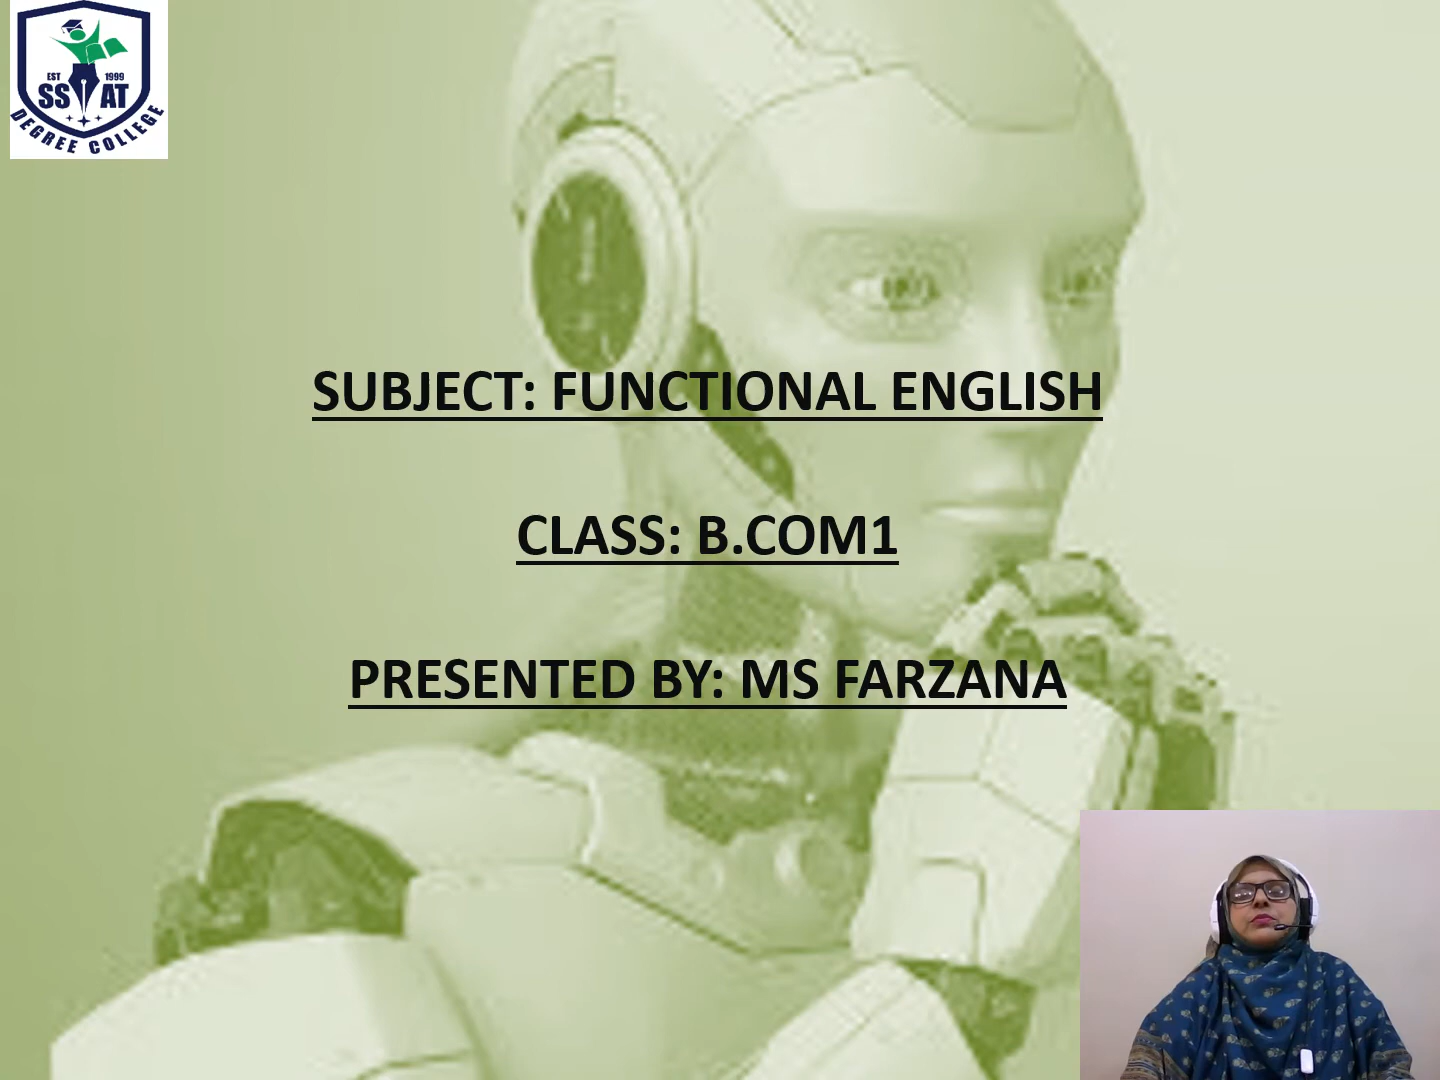 EST 1999
SS AT
DEGREE COLLEGE
SUBJECT: FUNCTIONAL ENGLISH
CLASS: B.COM1
PRESENTED BY: MS FARZANA